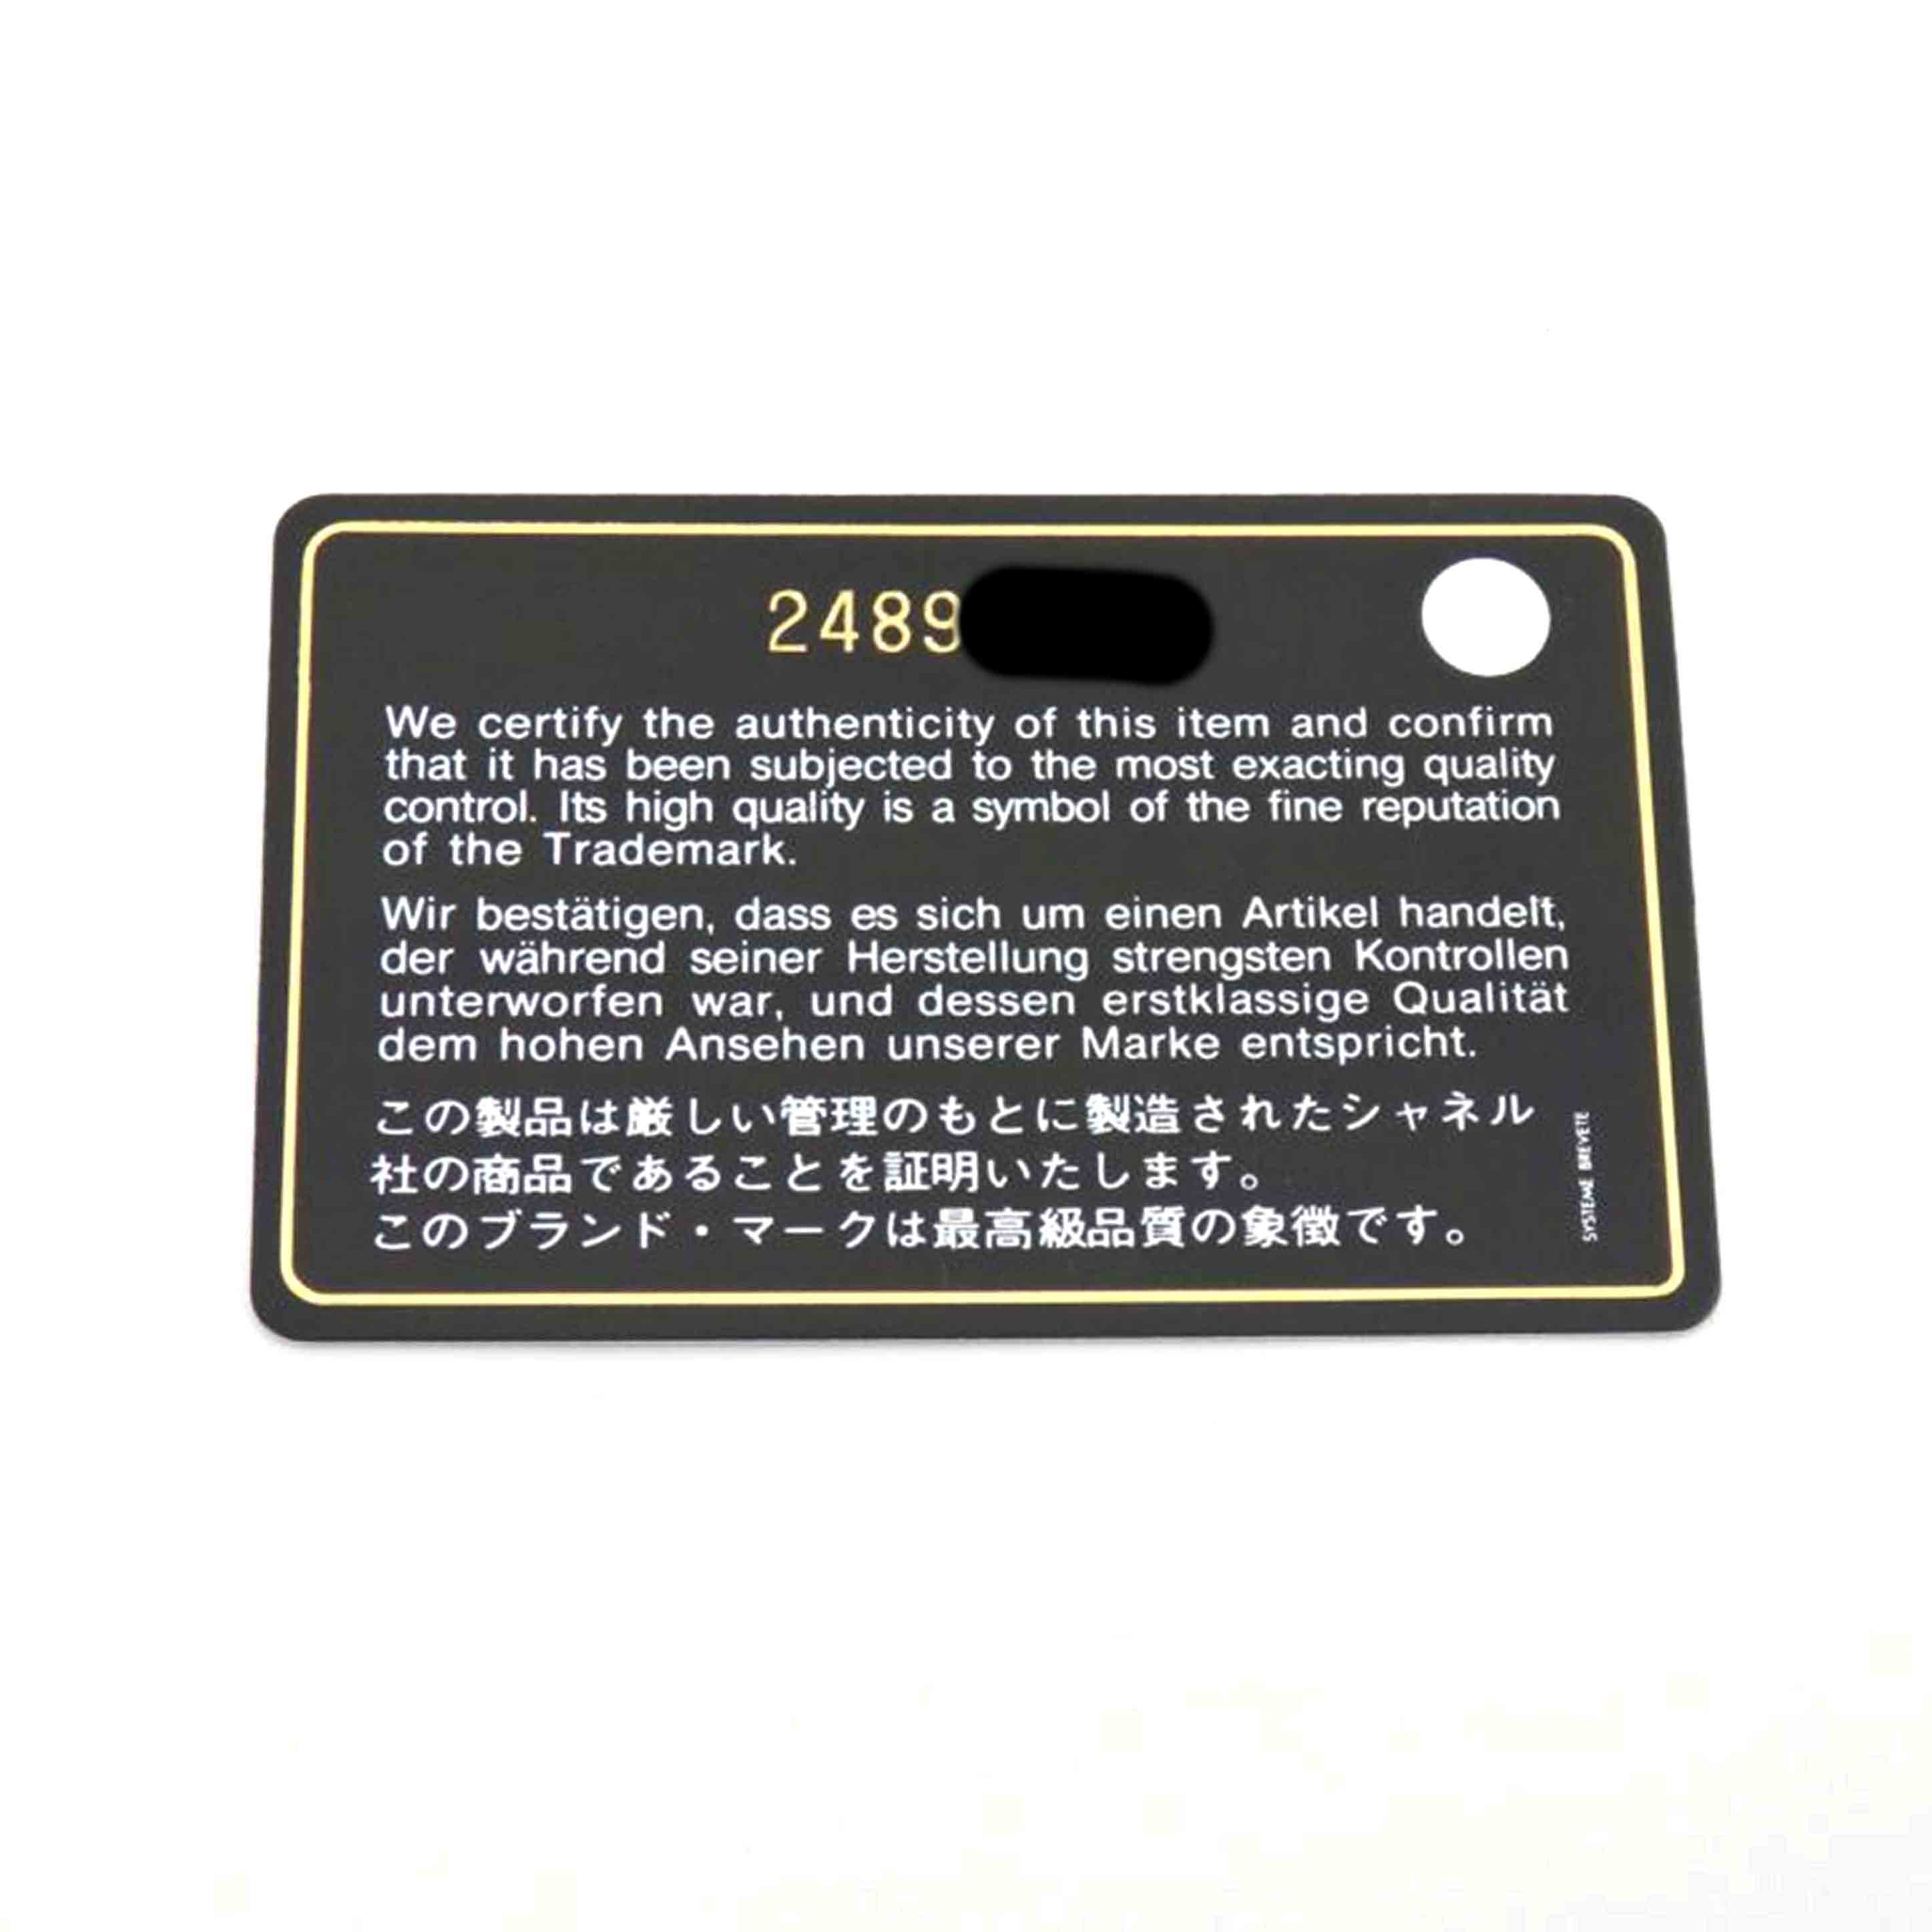 2489
We certify the authenticity of this item and confirm
that it has been subjected to the most exacting quality
control. Its high quality is a symbol of the fine reputation
of the Trademark.
Wir bestätigen, dass es sich um einen Artikel handelt,
der während seiner Herstellung strengsten Kontrollen
unterworfen war, und dessen erstklassige Qualität
dem hohen Ansehen unserer Marke entspricht.
この製品は厳しい管理のもとに製造されたシャネル
社の商品であることを証明いたします。
このブランド・マークは最高級品質の象徴です。
SYSTEME BREVETE